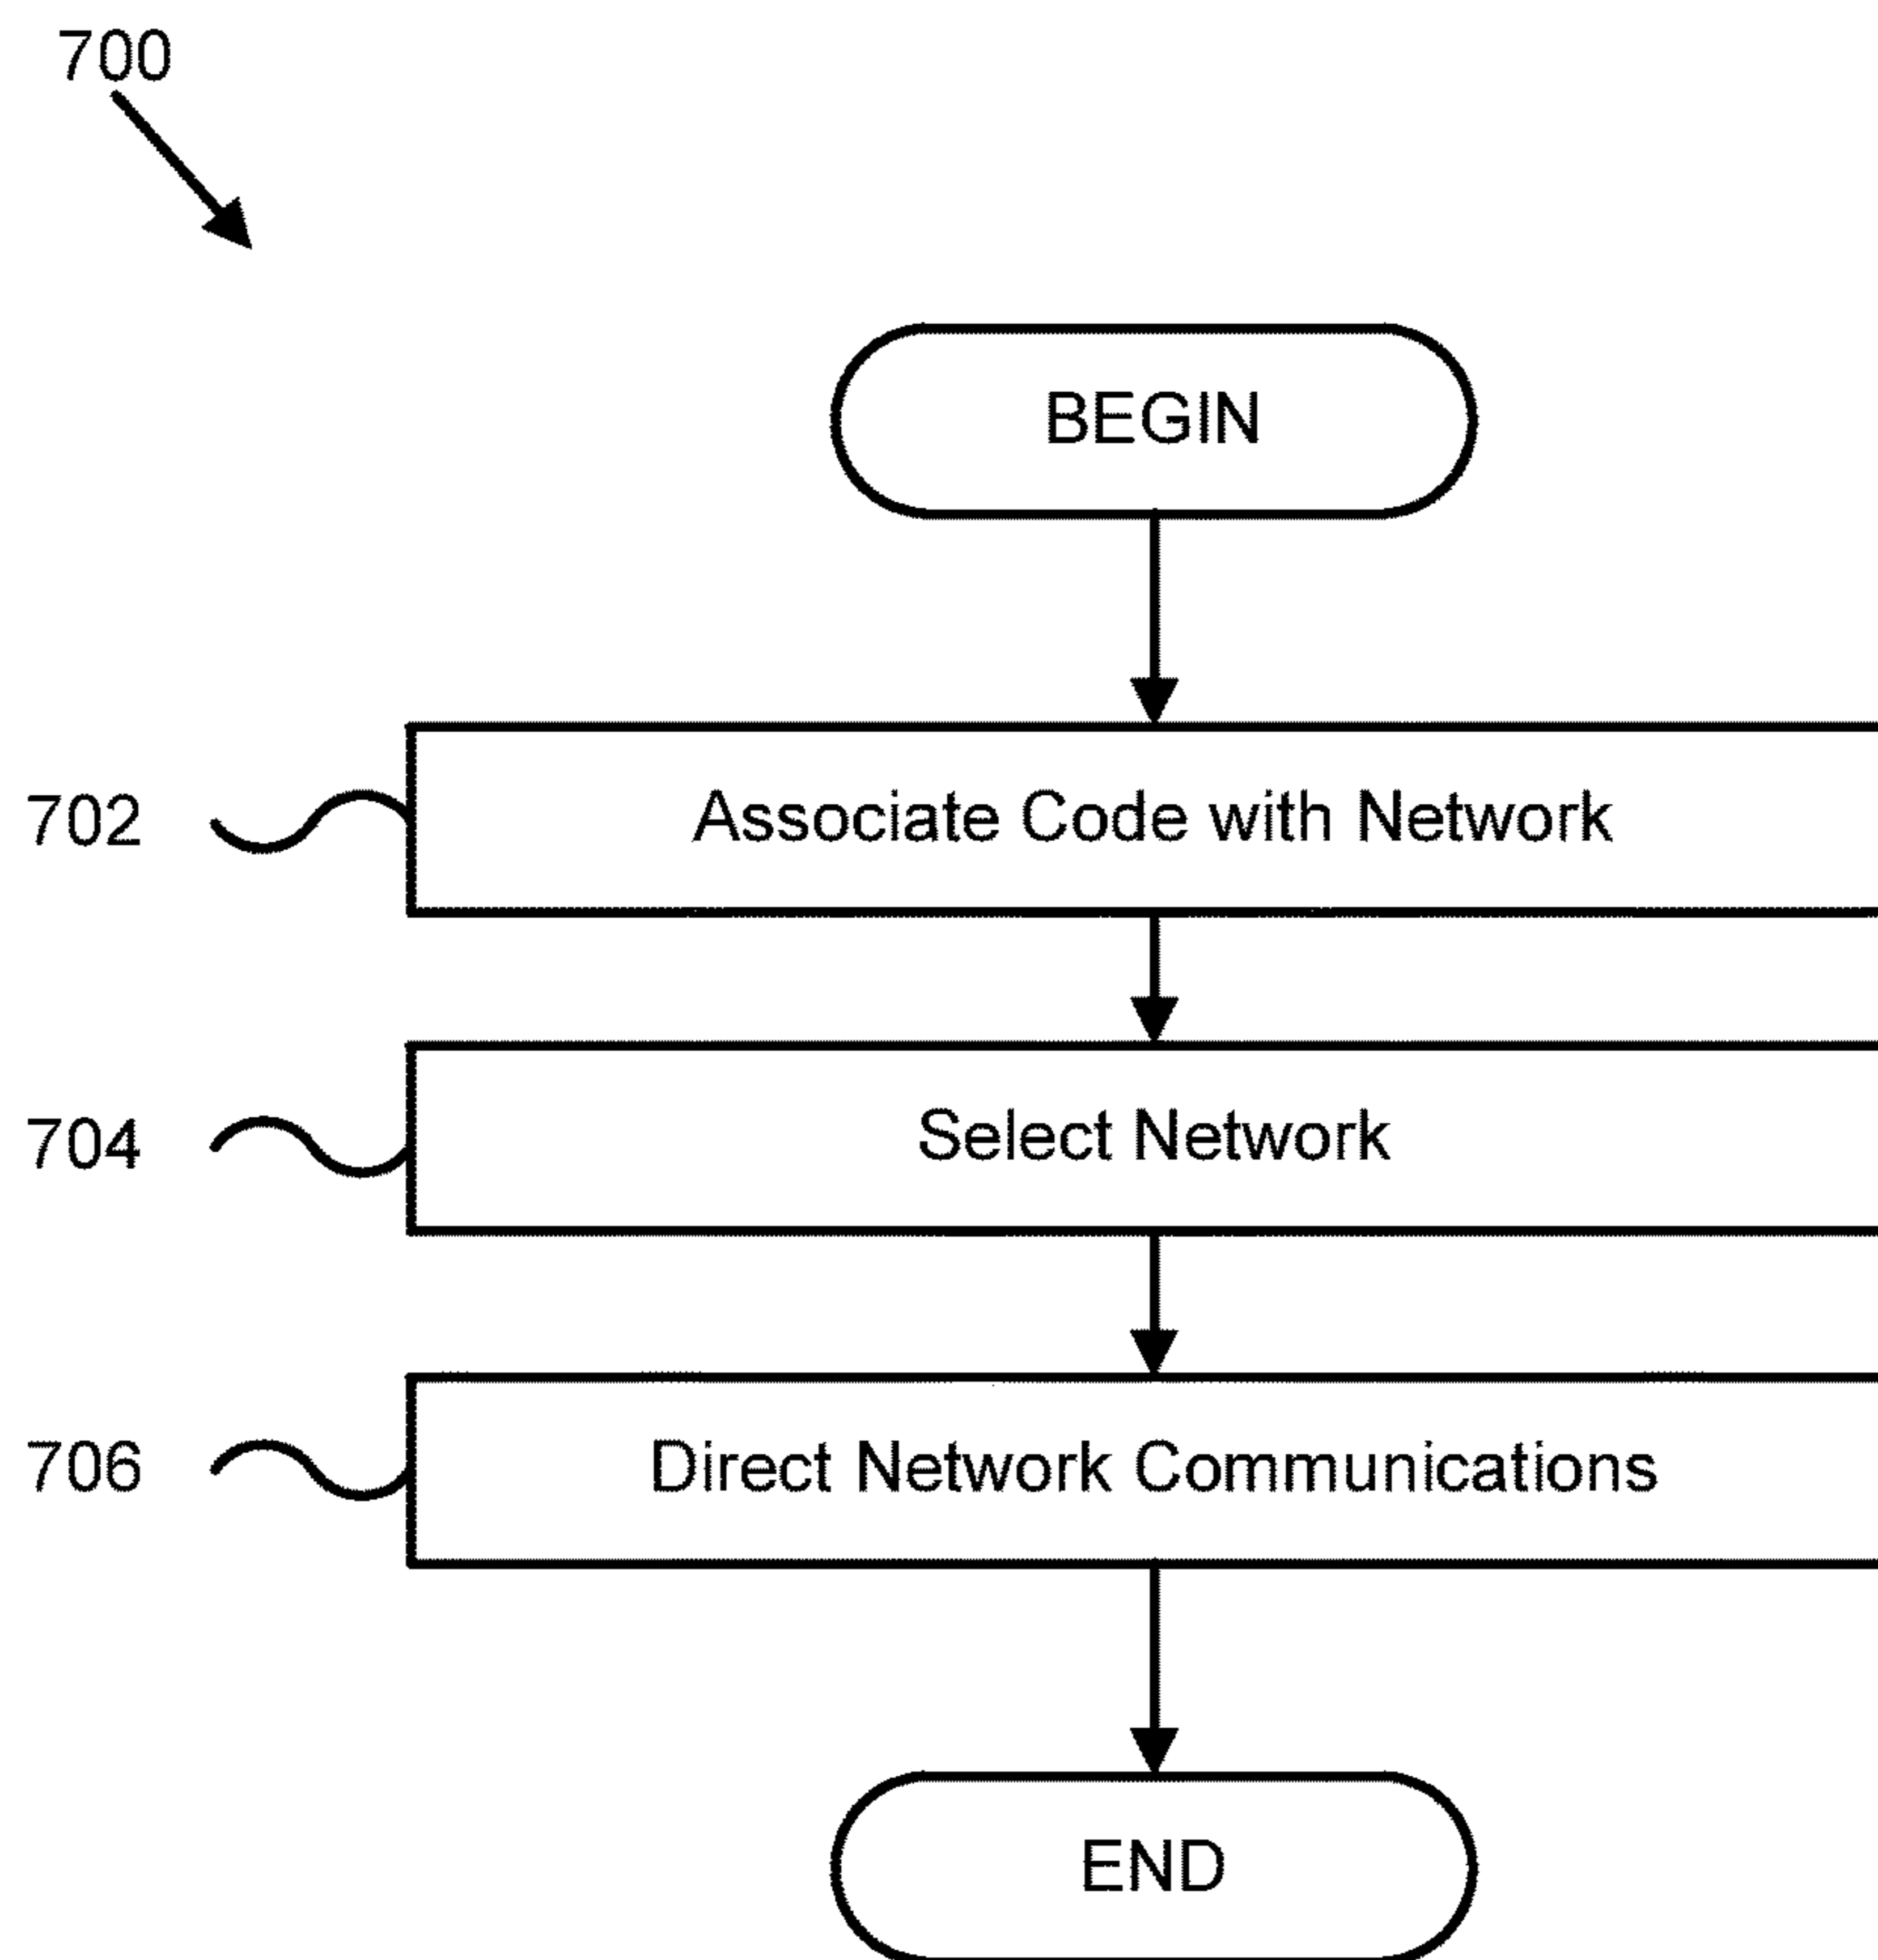 700
BEGIN
702 Associate Code with Network
704 Select Network
706 Direct Network Communications
END